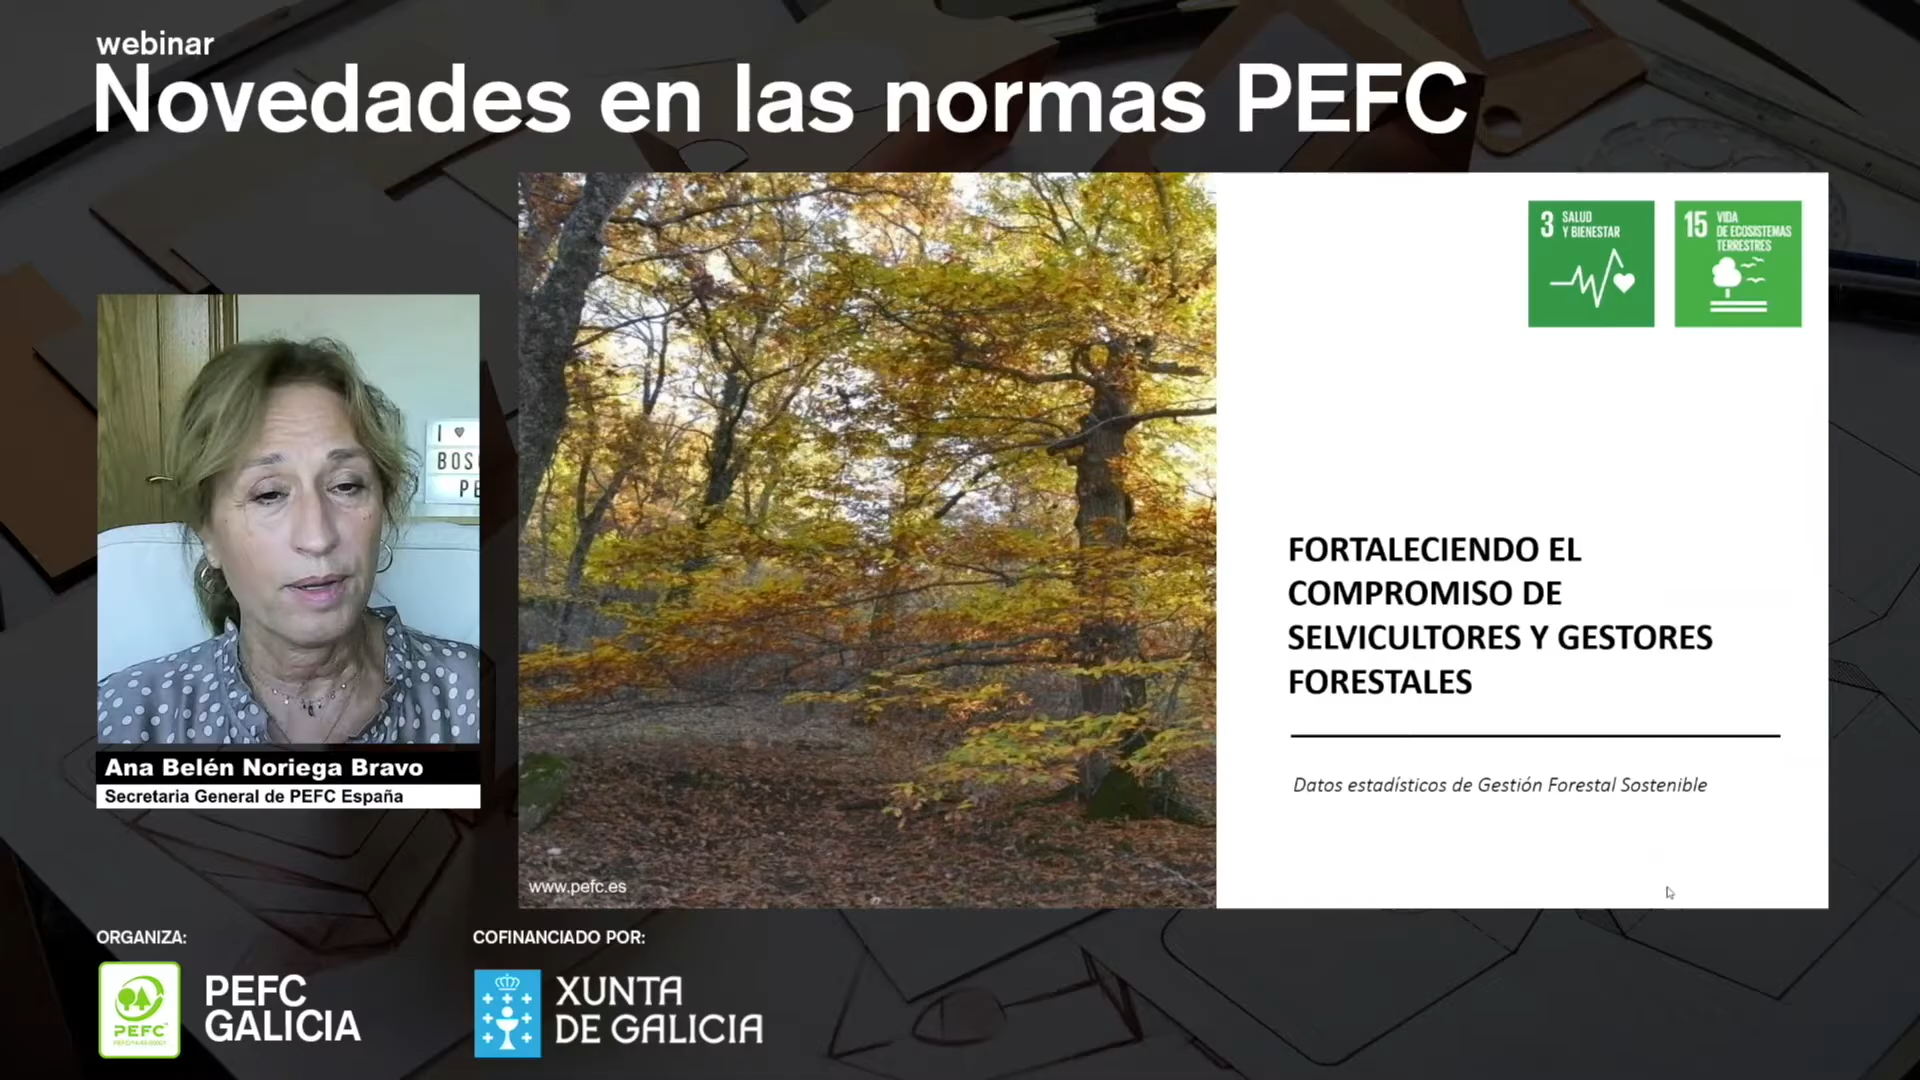 webinar
Novedades en las normas PEFC
3 SALUD
Y BIENESTAR
15 VIDA
DE ECOSISTEMAS
TERRESTRES
I ♥
BOS
PE
FORTALECIENDO EL
COMPROMISO DE
SELVICULTORES Y GESTORES
FORESTALES
Datos estadísticos de Gestión Forestal Sostenible
Ana Belén Noriega Bravo
Secretaria General de PEFC España
www.pefc.es
ORGANIZA:
PEFC
PEFC
GALICIA
COFINANCIADO POR:
XUNTA
DE GALICIA